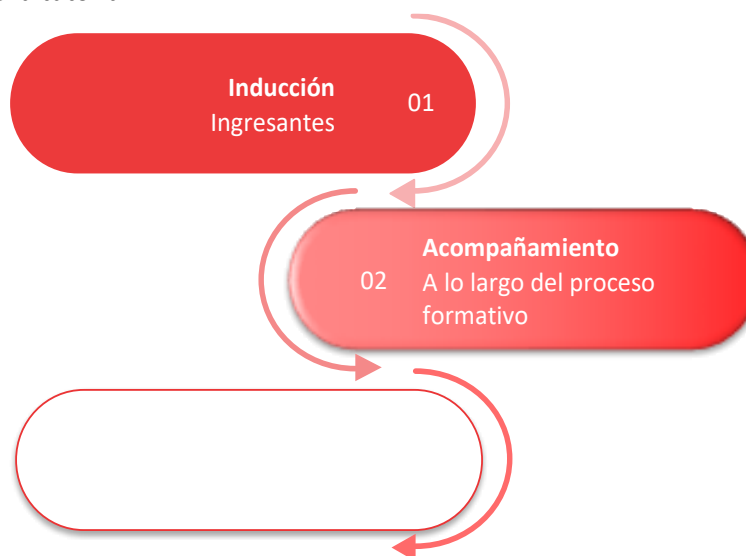 Inducción
Ingresantes
01
02
Acompañamiento
A lo largo del proceso
formativo